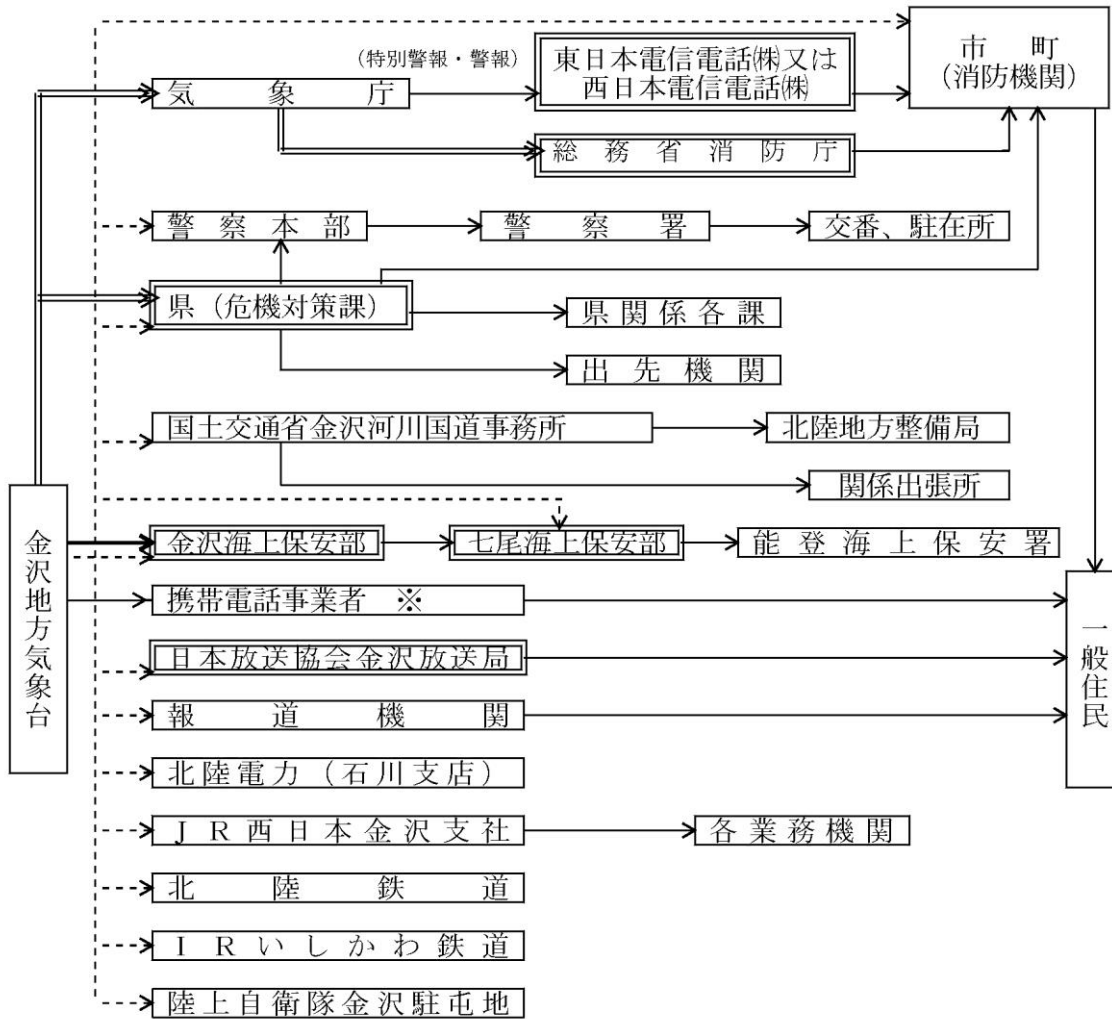 市　町
（消防機関）
（特別警報・警報）
東日本電信電話㈱又は
西日本電信電話㈱
気象庁
総務省消防庁
警察本部
警察署
交番、駐在所
県（危機対策課）
県関係各課
出先機関
国土交通省金沢河川国道事務所
北陸地方整備局
関係出張所
金沢地方気象台
金沢海上保安部
七尾海上保安部
能登海上保安署
携帯電話事業者　※
一般住民
日本放送協会金沢放送局
報道機関
北陸電力（石川支店）
ＪＲ西日本金沢支社
各業務機関
北陸鉄道
ＩＲいしかわ鉄道
陸上自衛隊金沢駐屯地